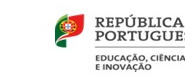 REPÚBLICA
PORTUGUES
EDUCAÇÃO, CIÊNCIA
E INOVAÇÃO